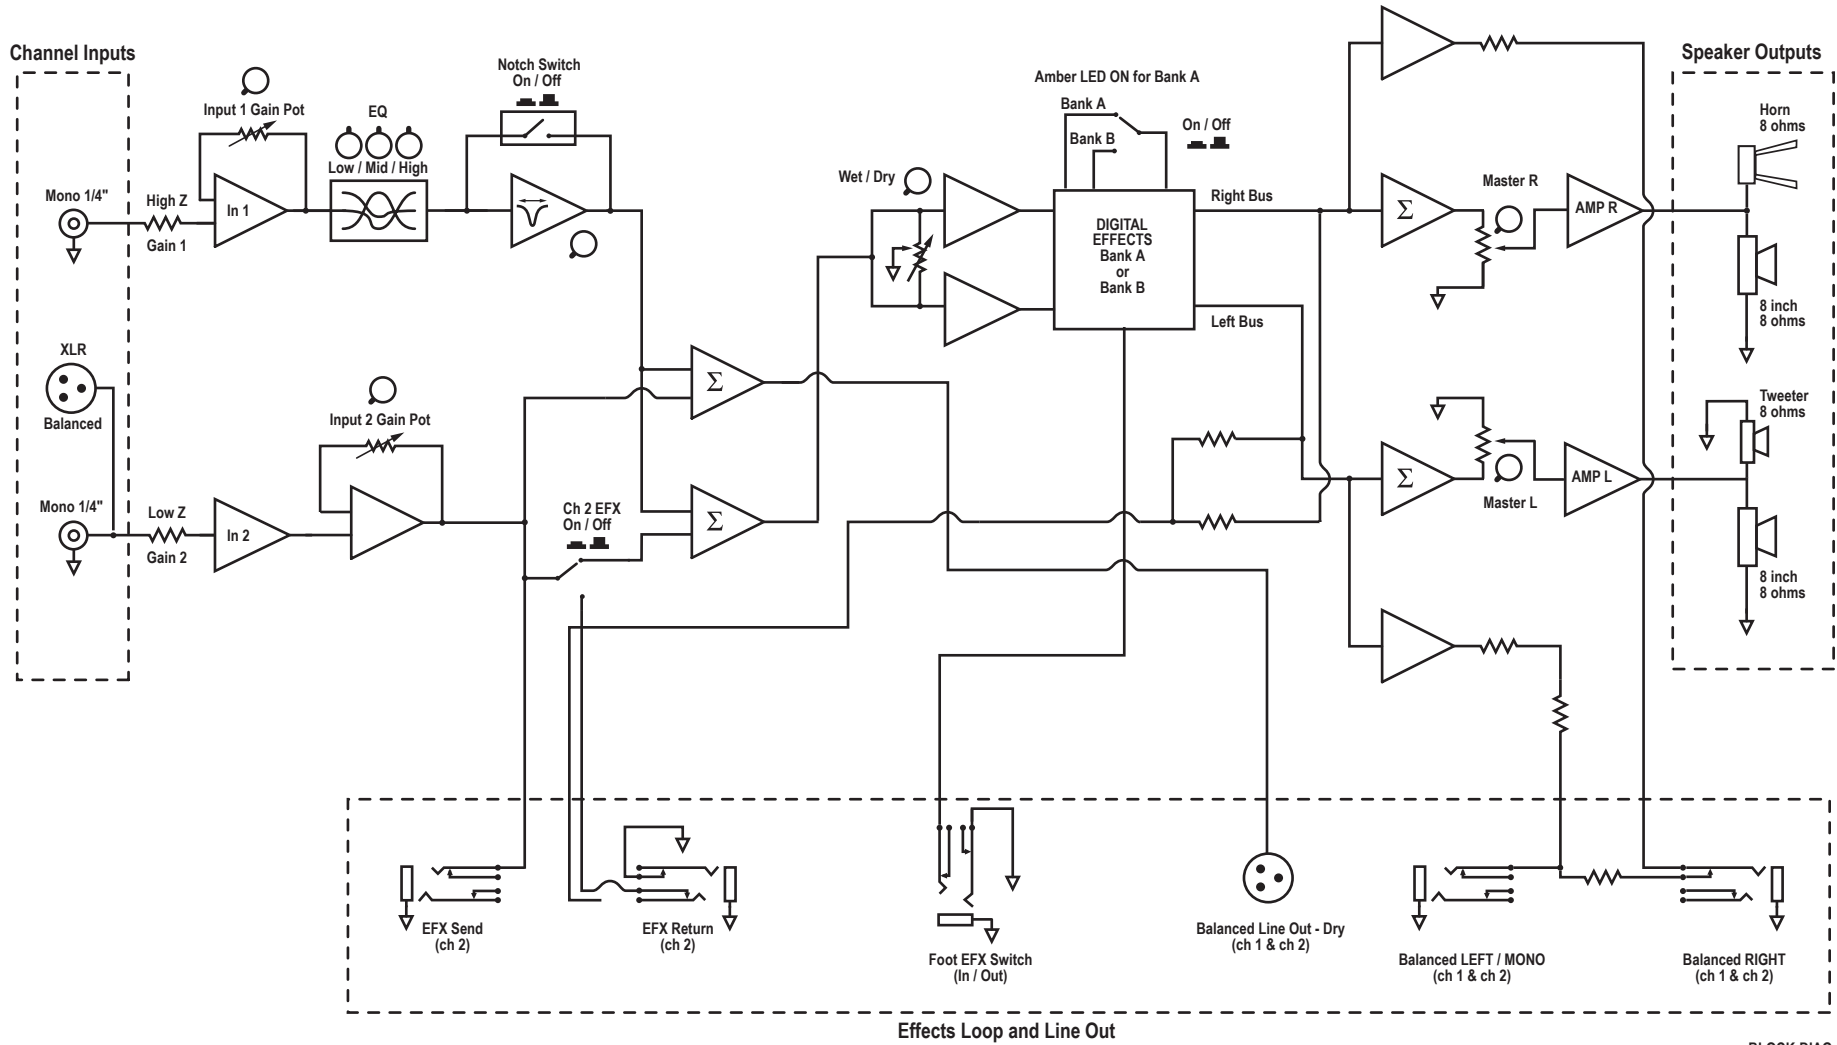 Channel Inputs
Speaker Outputs
Notch Switch
On / Off
Amber LED ON for Bank A
Input 1 Gain Pot
EQ
Bank A
Bank B
On / Off
Horn
8 ohms
Low / Mid / High
Wet / Dry
Master R
Mono 1/4"
High Z
Gain 1
In 1
Right Bus
Σ
AMP R
DIGITAL
EFFECTS
Bank A
or
Bank B
Left Bus
8 inch
8 ohms
XLR
Balanced
Input 2 Gain Pot
Σ
Tweeter
8 ohms
Mono 1/4"
Low Z
Gain 2
In 2
Ch 2 EFX
On / Off
Σ
Σ
AMP L
Master L
8 inch
8 ohms
EFX Send
(ch 2)
EFX Return
(ch 2)
Foot EFX Switch
(In / Out)
Balanced Line Out - Dry
(ch 1 & ch 2)
Balanced LEFT / MONO
(ch 1 & ch 2)
Balanced RIGHT
(ch 1 & ch 2)
Effects Loop and Line Out